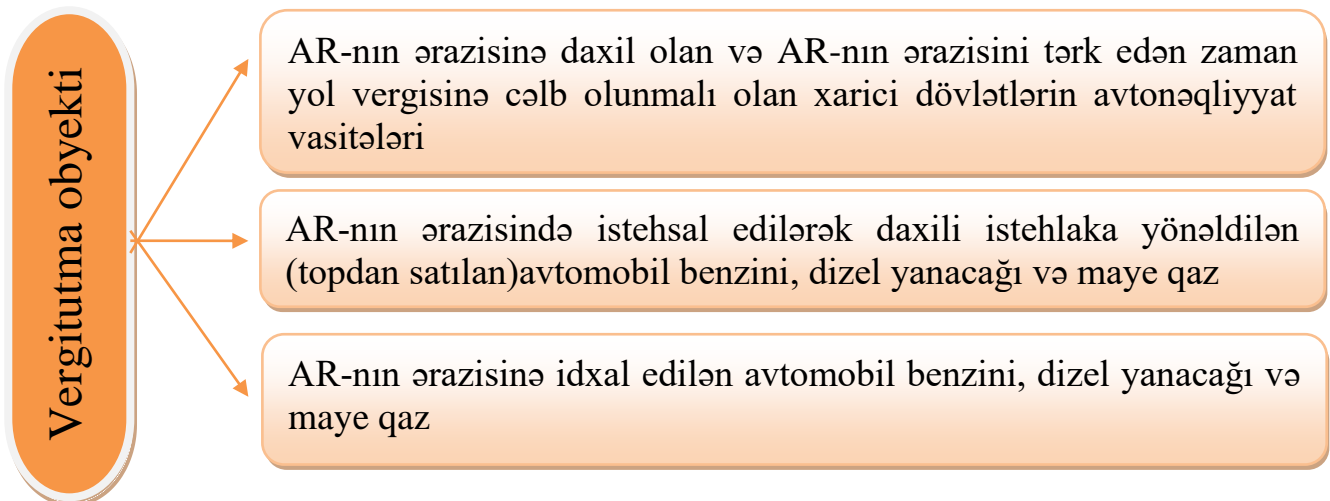 Vergitutma obyekti
AR-nın ərazisinə daxil olan və AR-nın ərazisini tərk edən zaman
yol vergisinə cəlb olunmalı olan xarici dövlətlərin avtonəqliyyat
vasitələri
AR-nın ərazisində istehsal edilərək daxili istehlaka yönəldilən
(topdan satılan)avtomobil benzini, dizel yanacağı və maye qaz
AR-nın ərazisinə idxal edilən avtomobil benzini, dizel yanacağı və
maye qaz